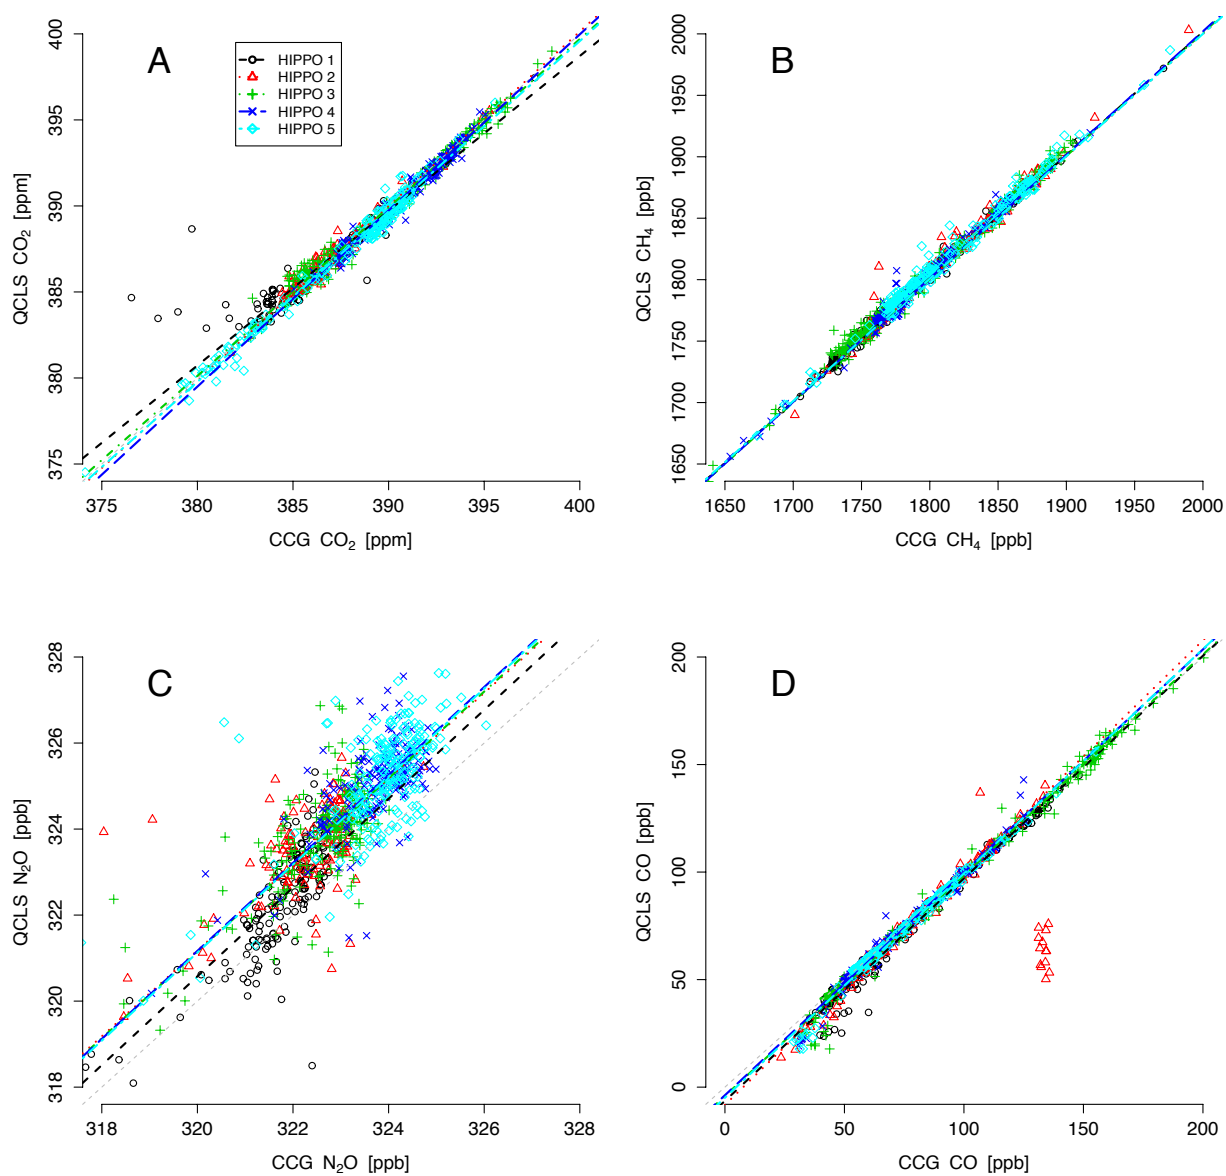 A
HIPPO 1
HIPPO 2
HIPPO 3
HIPPO 4
HIPPO 5
QCLS CO₂ [ppm]
375 380 385 390 395 400
375 380 385 390 395 400
CCG CO₂ [ppm]
B
QCLS CH₄ [ppb]
1650 1700 1750 1800 1850 1900 1950 2000
1650 1700 1750 1800 1850 1900 1950 2000
CCG CH₄ [ppb]
C
QCLS N₂O [ppb]
318 320 322 324 326 328
318 320 322 324 326 328
CCG N₂O [ppb]
D
QCLS CO [ppb]
0 50 100 150 200
0 50 100 150 200
CCG CO [ppb]